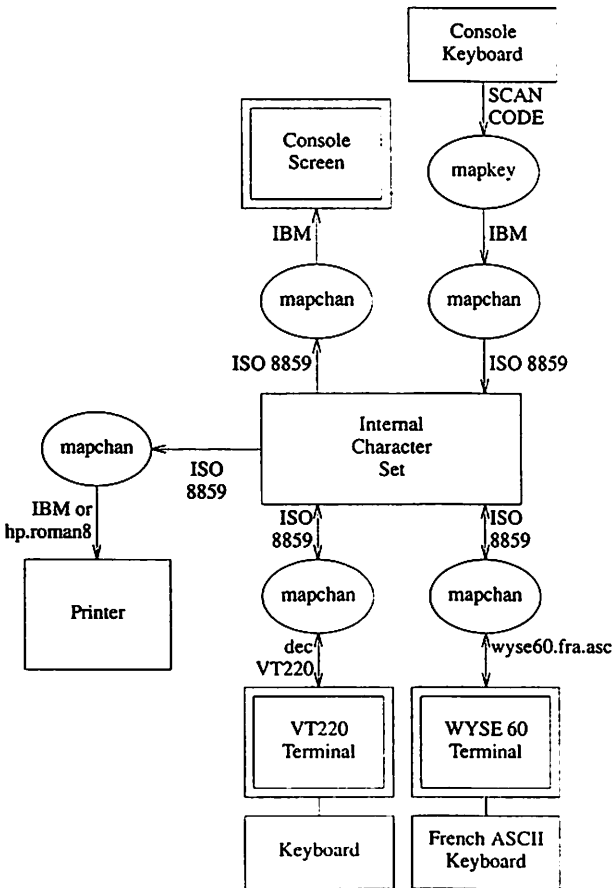 Console
Keyboard
SCAN
CODE
Console
Screen
mapkey
IBM
IBM
mapchan
mapchan
ISO 8859
ISO 8859
Internal
Character
Set
mapchan
ISO
8859
IBM or
hp.roman8
ISO
8859
ISO
8859
Printer
mapchan
mapchan
dec
VT220
wyse60.fra.asc
VT220
Terminal
WYSE 60
Terminal
Keyboard
French ASCII
Keyboard